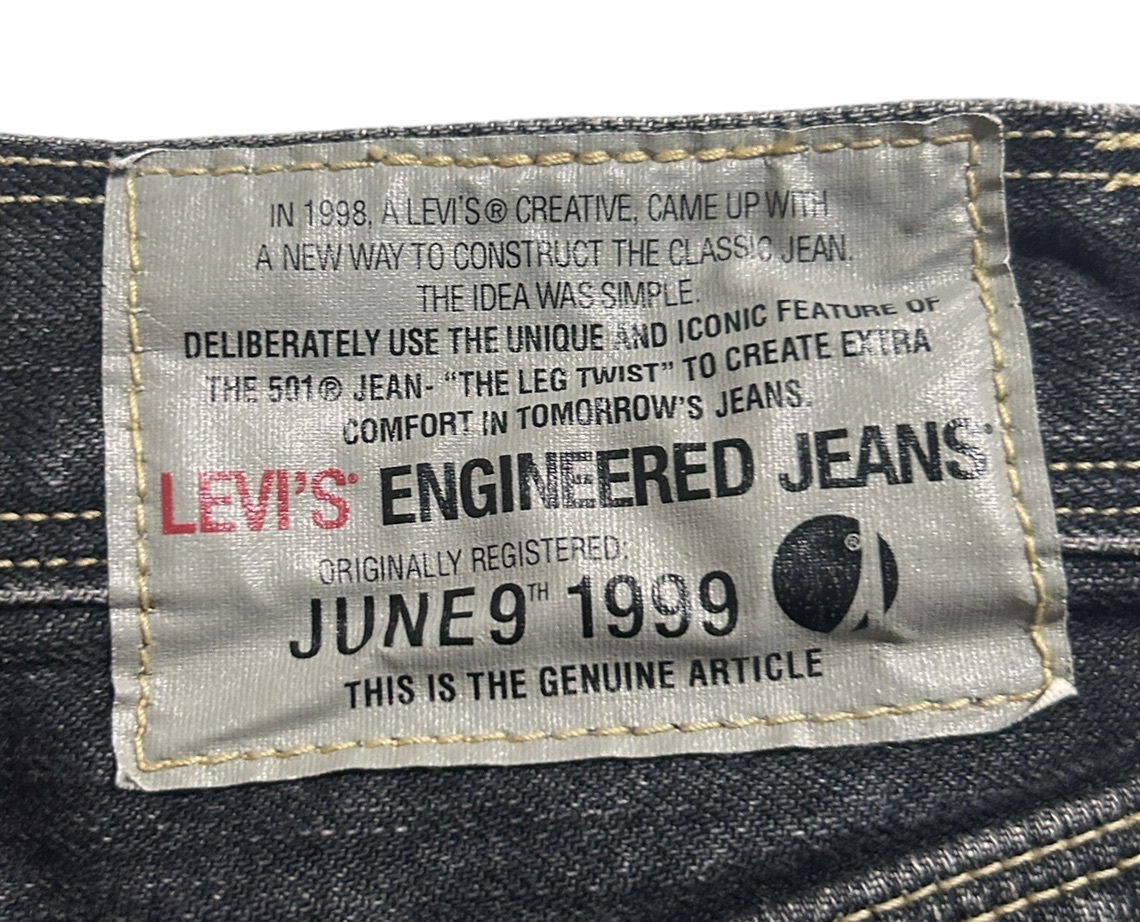 IN 1998, A LEVI'S® CREATIVE, CAME UP WITH
A NEW WAY TO CONSTRUCT THE CLASSIC JEAN.
THE IDEA WAS SIMPLE.
DELIBERATELY USE THE UNIQUE AND ICONIC FEATURE OF
THE 501® JEAN- "THE LEG TWIST" TO CREATE EXTRA
COMFORT IN TOMORROW'S JEANS.
LEVI'S® ENGINEERED JEANS®
ORIGINALLY REGISTERED:
JUNE 9TH 1999
®
THIS IS THE GENUINE ARTICLE